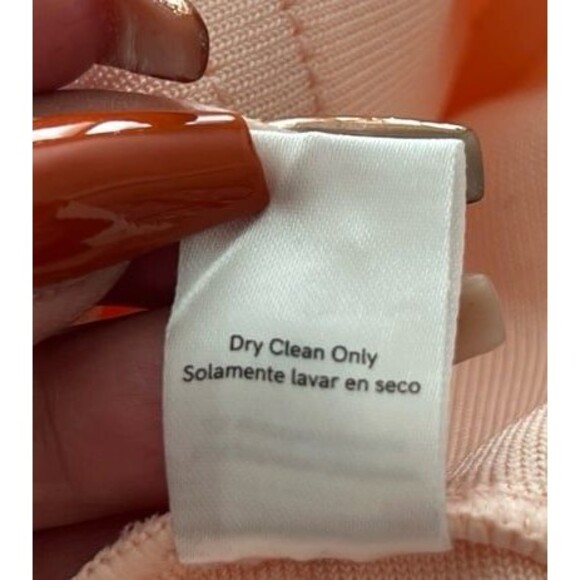 Dry Clean Only
Solamente lavar en seco